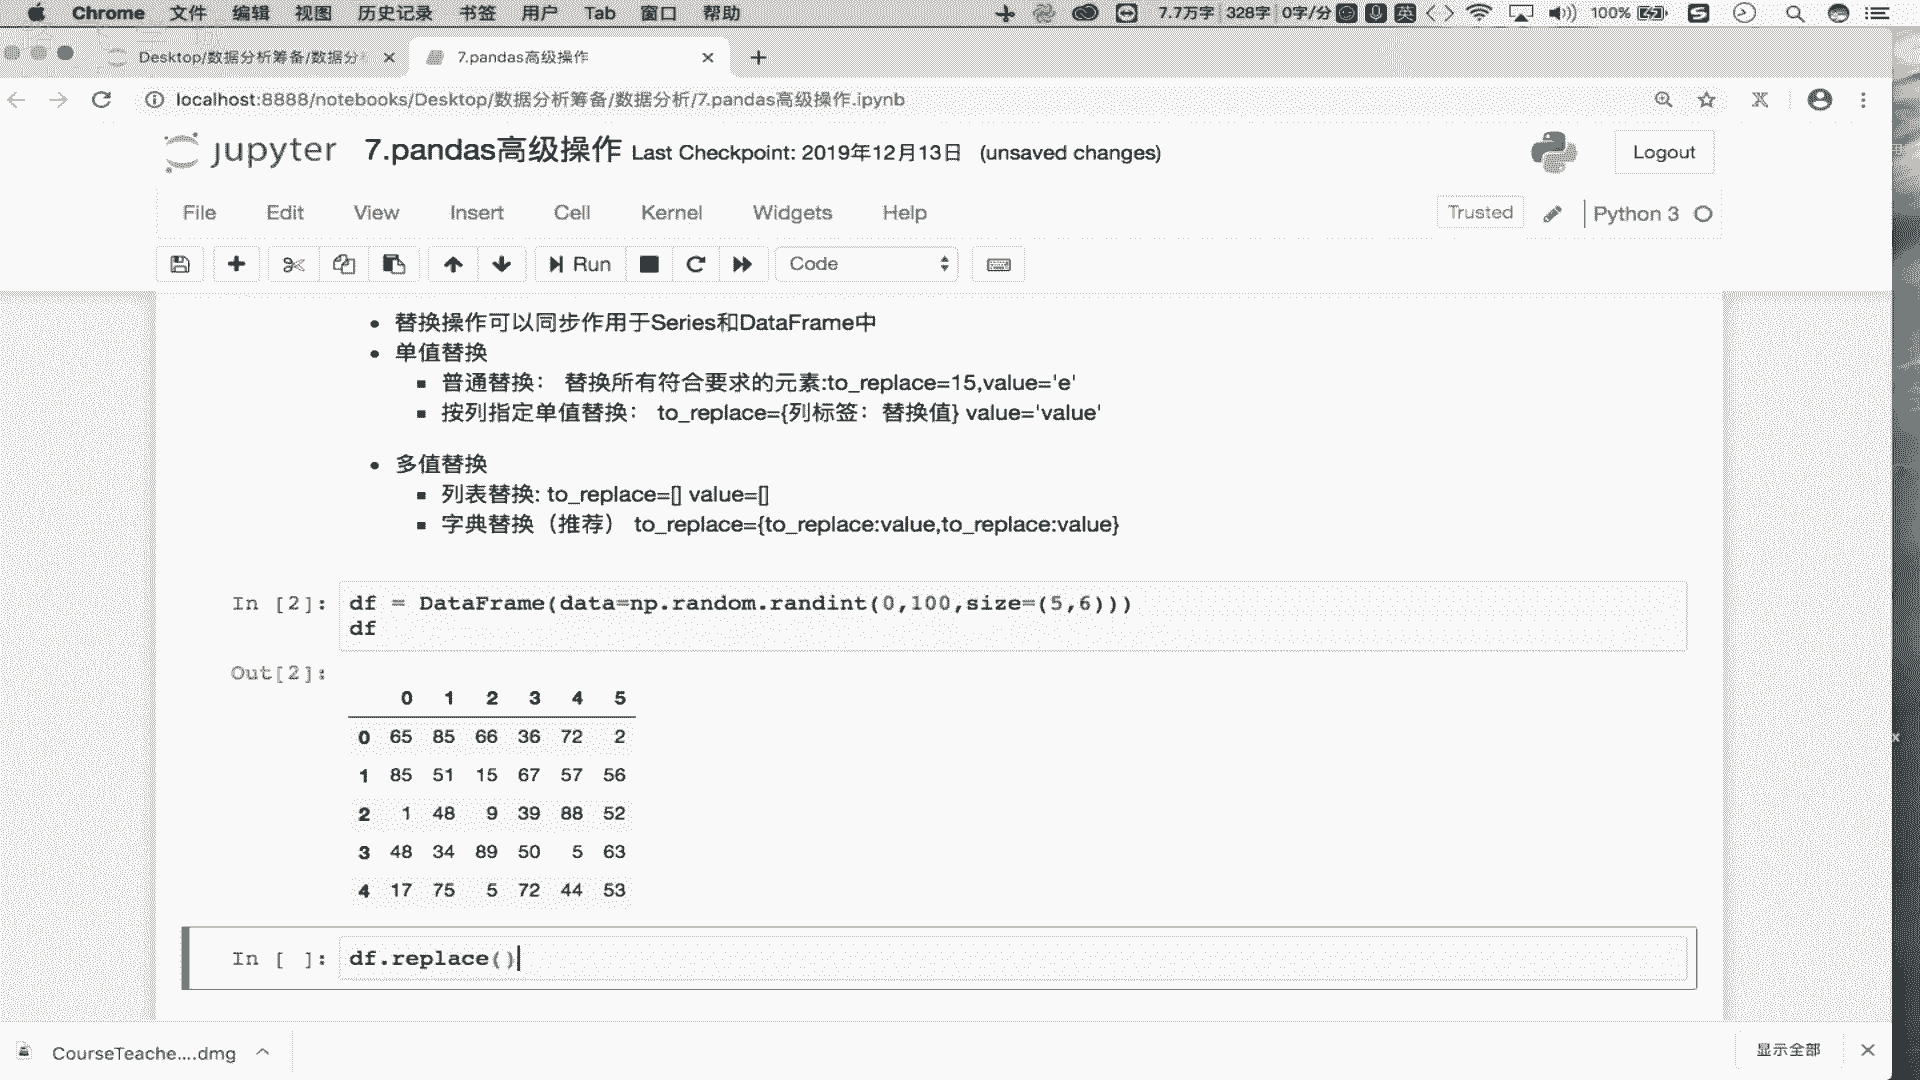 Chrome 文件 编辑 视图 历史记录 书签 用户 Tab 窗口 帮助 7.7万字 328字 0字/分 英 100%
Desktop/数据分析筹备/数据分 7.pandas高级操作
localhost:8888/notebooks/Desktop/数据分析筹备/数据分析/7.pandas高级操作.ipynb
jupyter 7.pandas高级操作 Last Checkpoint: 2019年12月13日 (unsaved changes) Logout
File Edit View Insert Cell Kernel Widgets Help Trusted Python 3
Run Code
• 替换操作可以同步作用于Series和DataFrame中
• 单值替换
▪ 普通替换： 替换所有符合要求的元素:to_replace=15,value='e'
▪ 按列指定单值替换： to_replace={列标签：替换值} value='value'
• 多值替换
▪ 列表替换: to_replace=[] value=[]
▪ 字典替换（推荐） to_replace={to_replace:value,to_replace:value}
In [2]: df = DataFrame(data=np.random.randint(0,100,size=(5,6)))
df
Out[2]:
0 1 2 3 4 5
0 65 85 66 36 72 2
1 85 51 15 67 57 56
2 1 48 9 39 88 52
3 48 34 89 50 5 63
4 17 75 5 72 44 53
In [ ]: df.replace()
CourseTeache....dmg 显示全部